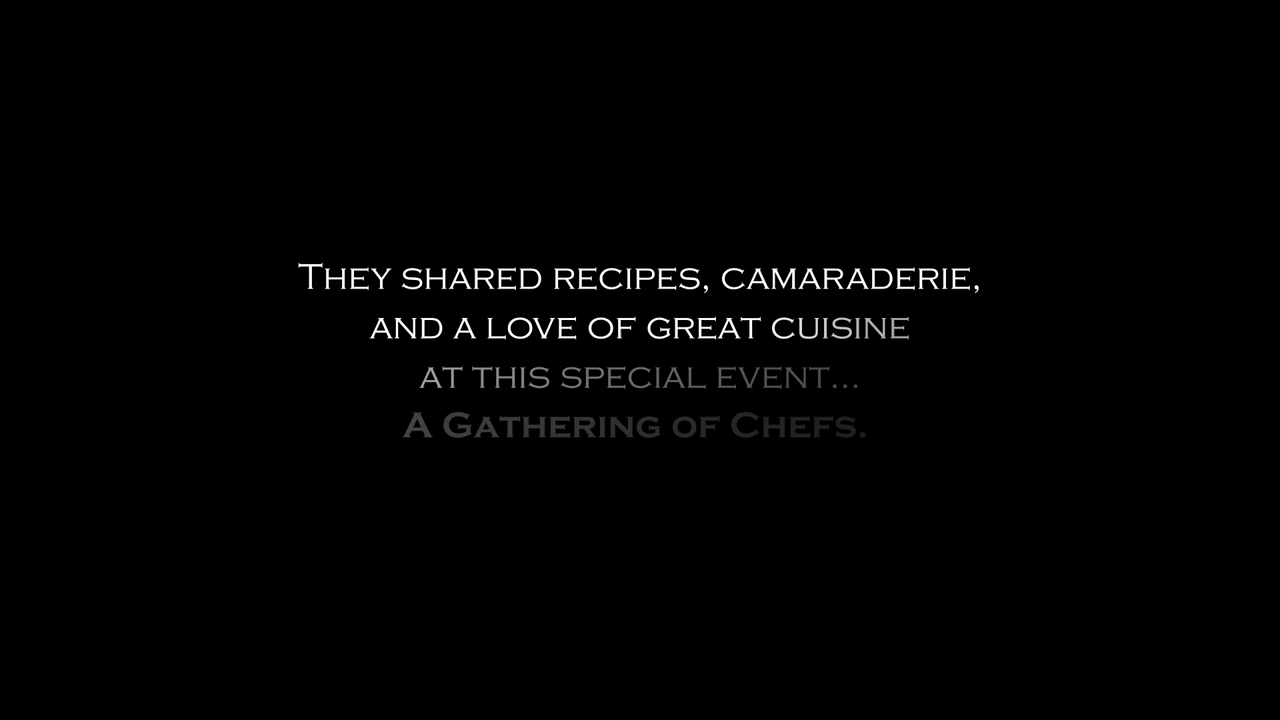 They shared recipes, camaraderie,
and a love of great cuisine
at this special event...
A Gathering of Chefs.